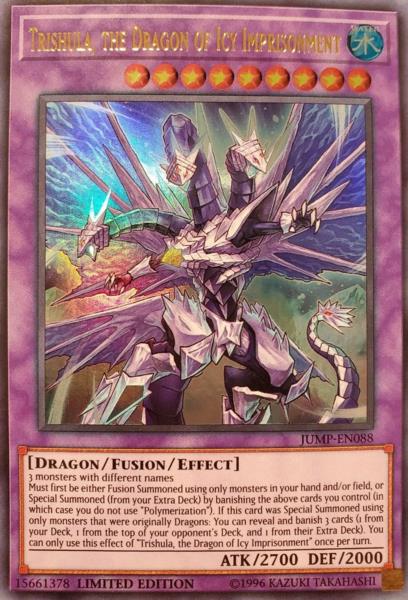 Trishula, the Dragon of Icy Imprisonment
WATER
水
JUMP-EN088
[Dragon/Fusion/Effect]
3 monsters with different names
Must first be either Fusion Summoned using only monsters in your hand and/or field, or
Special Summoned (from your Extra Deck) by banishing the above cards you control (in
which case you do not use "Polymerization"). If this card was Special Summoned using
only monsters that were originally Dragons: You can reveal and banish 3 cards (1 from
your Deck, 1 from the top of your opponent's Deck, and 1 from their Extra Deck). You
can only use this effect of "Trishula, the Dragon of Icy Imprisonment" once per turn.
ATK/2700 DEF/2000
15661378 LIMITED EDITION ©1996 KAZUKI TAKAHASHI